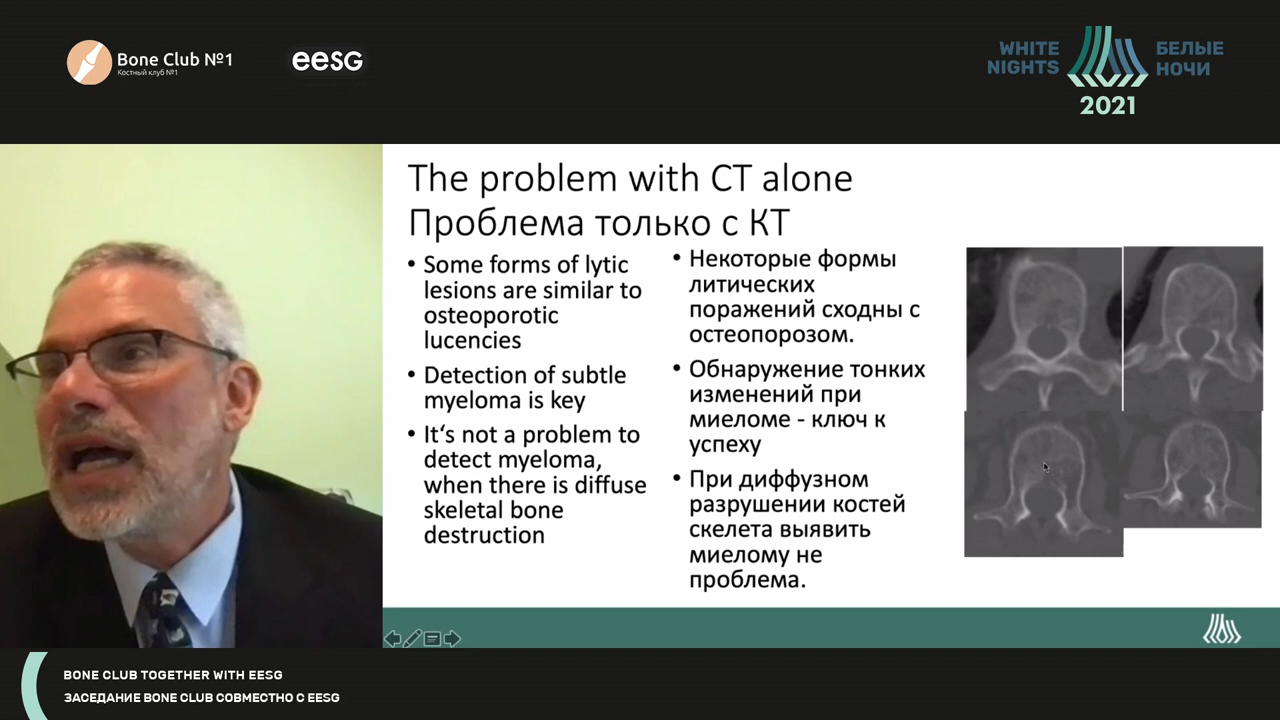 Bone Club №1
Костный клуб №1
eesg
WHITE
NIGHTS
БЕЛЫЕ
НОЧИ
2021
The problem with CT alone
Проблема только с КТ
• Some forms of lytic
lesions are similar to
osteoporotic
lucencies
• Detection of subtle
myeloma is key
• It‘s not a problem to
detect myeloma,
when there is diffuse
skeletal bone
destruction
• Некоторые формы
литических
поражений сходны с
остеопорозом.
• Обнаружение тонких
изменений при
миеломе - ключ к
успеху
• При диффузном
разрушении костей
скелета выявить
миелому не
проблема.
BONE CLUB TOGETHER WITH EESG
ЗАСЕДАНИЕ BONE CLUB СОВМЕСТНО С EESG